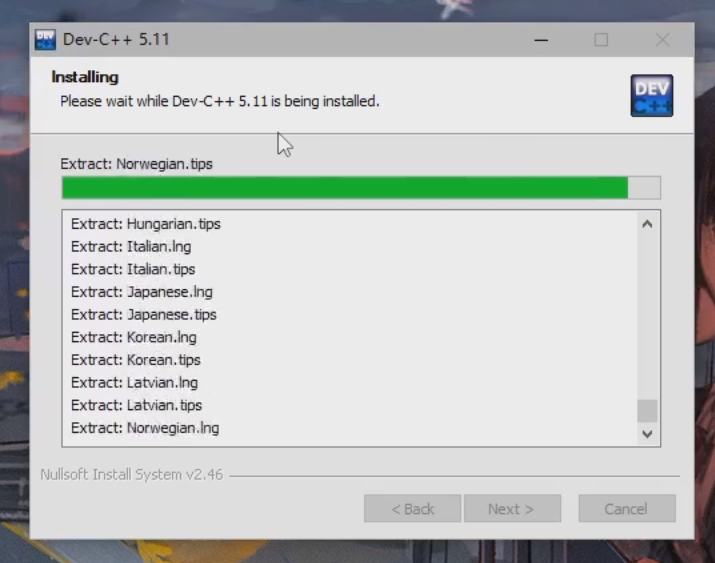 Dev-C++ 5.11
Installing
Please wait while Dev-C++ 5.11 is being installed.
DEV
C++
Extract: Norwegian.tips
Extract: Hungarian.tips
Extract: Italian.lng
Extract: Italian.tips
Extract: Japanese.lng
Extract: Japanese.tips
Extract: Korean.lng
Extract: Korean.tips
Extract: Latvian.lng
Extract: Latvian.tips
Extract: Norwegian.lng
Nullsoft Install System v2.46
< Back
Next >
Cancel